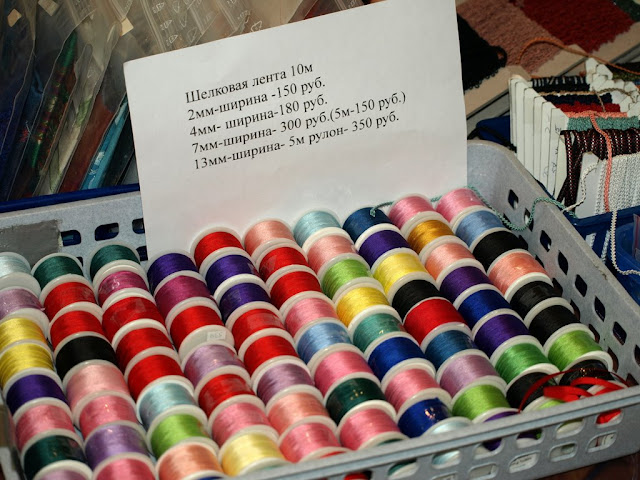 Шелковая лента 10м
2мм-ширина -150 руб.
4мм- ширина-180 руб.
7мм-ширина- 300 руб.(5м-150 руб.)
13мм-ширина- 5м рулон- 350 руб.